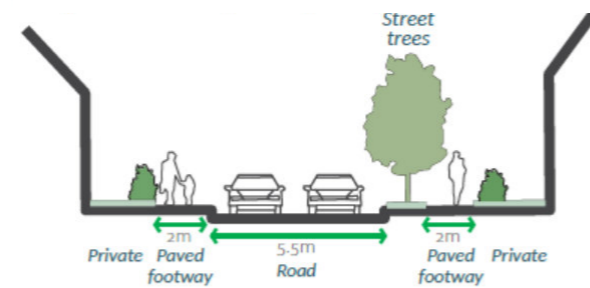 Street
trees
2m
5.5m
2m
Private Paved Road Paved Private
footway footway